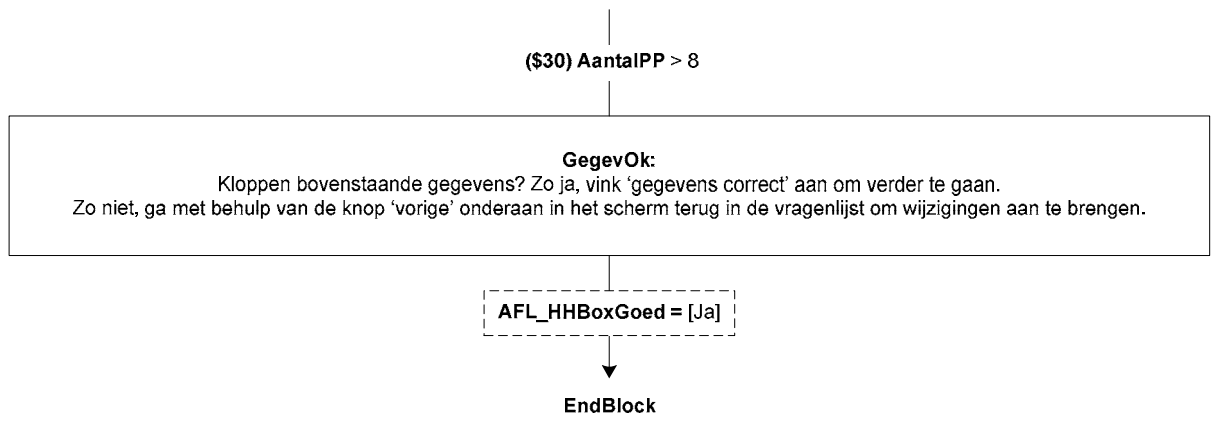 ($30) AantalPP > 8
GegevOk:
Kloppen bovenstaande gegevens? Zo ja, vink ‘gegevens correct’ aan om verder te gaan.
Zo niet, ga met behulp van de knop ‘vorige’ onderaan in het scherm terug in de vragenlijst om wijzigingen aan te brengen.
AFL_HHBoxGoed = [Ja]
EndBlock